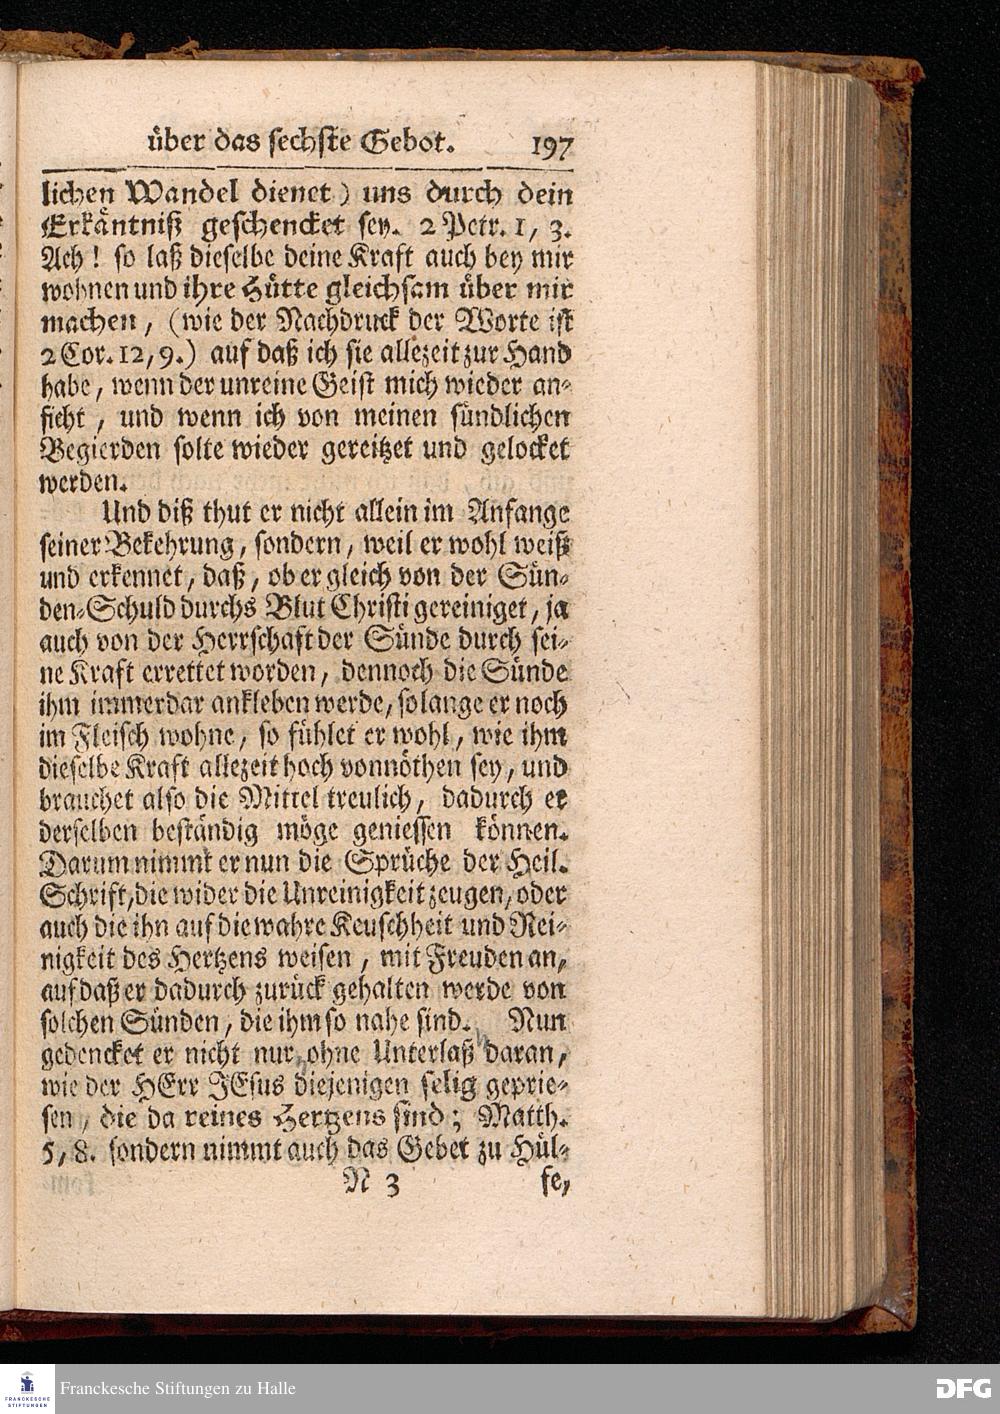 über das sechste Gebot. 197
lichen Wandel dienet) uns durch dein
Erkäntniß geschencket sey. 2 Petr. 1, 3.
Ach! so laß dieselbe deine Kraft auch bey mir
wohnen und ihre Hütte gleichsam über mir
machen, (wie der Nachdruck der Worte ist
2 Cor. 12, 9.) auf daß ich sie allezeit zur Hand
habe, wenn der unreine Geist mich wieder an-
ficht, und wenn ich von meinen sündlichen
Begierden solte wieder gereitzet und gelocket
werden.
Und diß thut er nicht allein im Anfange
seiner Bekehrung, sondern, weil er wohl weiß
und erkennet, daß, ob er gleich von der Sün-
den-Schuld durchs Blut Christi gereiniget, ja
auch von der Herrschaft der Sünde durch sei-
ne Kraft errettet worden, dennoch die Sünde
ihm immerdar ankleben werde, so lange er noch
im Fleisch wohne, so fühlet er wohl, wie ihm
dieselbe Kraft allezeit hoch vonnöthen sey, und
brauchet also die Mittel treulich, dadurch er
derselben beständig möge geniessen können.
Darum nimmt er nun die Sprüche der Heil.
Schrift, die wider die Unreinigkeit zeugen, oder
auch die ihn auf die wahre Keuschheit und Rei-
nigkeit des Hertzens weisen, mit Freuden an,
auf daß er dadurch zurück gehalten werde von
solchen Sünden, die ihm so nahe sind. Nun
gedencket er nicht nur ohne Unterlaß daran,
wie der HErr JEsus diejenigen selig geprie-
sen, die da reines Hertzens sind; Matth.
5, 8. sondern nimmt auch das Gebet zu Hül-
N 3 fe,
FRANCKESCHE
STIFTUNGEN
Franckesche Stiftungen zu Halle
DFG